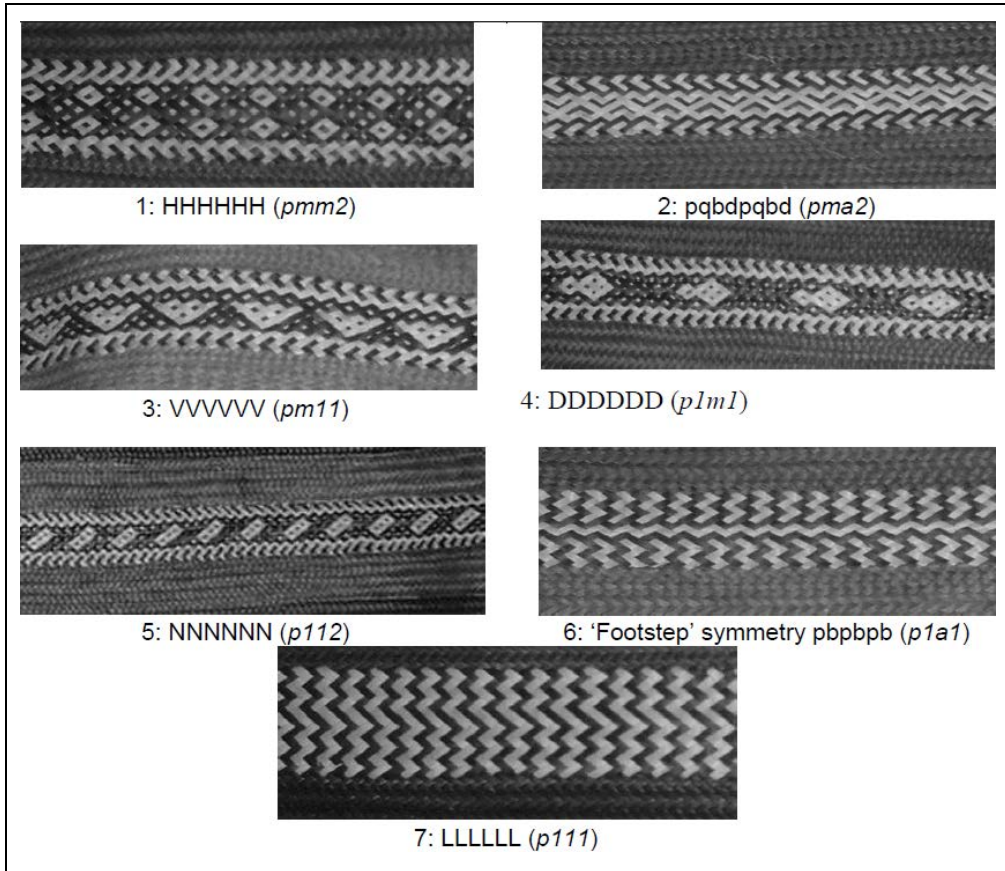 1: HHHHHH (pmm2)
2: pqbdpqbd (pma2)
3: VVVVVV (pm11)
4: DDDDDD (p1m1)
5: NNNNNN (p112)
6: ‘Footstep’ symmetry pbpbpb (p1a1)
7: LLLLLL (p111)